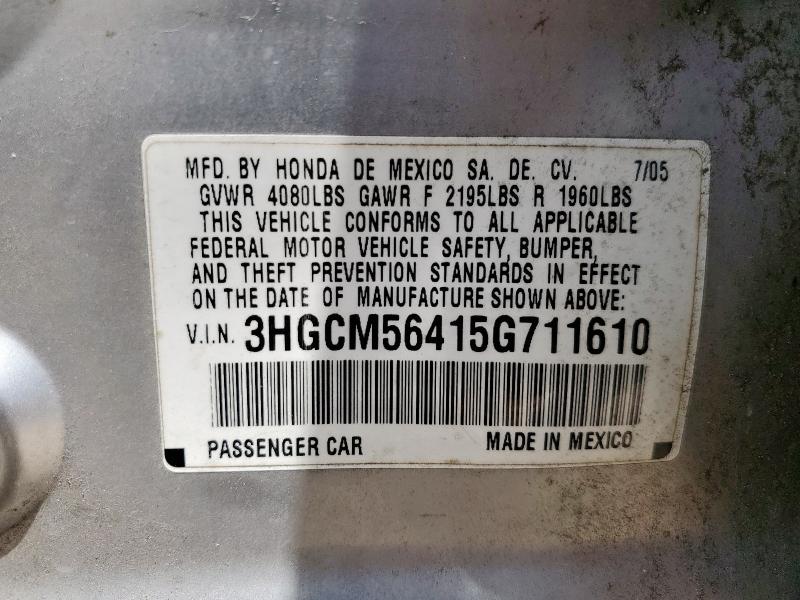 MFD. BY HONDA DE MEXICO SA. DE. CV. 7/05
GVWR 4080LBS GAWR F 2195LBS R 1960LBS
THIS VEHICLE CONFORMS TO ALL APPLICABLE
FEDERAL MOTOR VEHICLE SAFETY, BUMPER,
AND THEFT PREVENTION STANDARDS IN EFFECT
ON THE DATE OF MANUFACTURE SHOWN ABOVE:
V.I.N. 3HGCM56415G711610
PASSENGER CAR MADE IN MEXICO